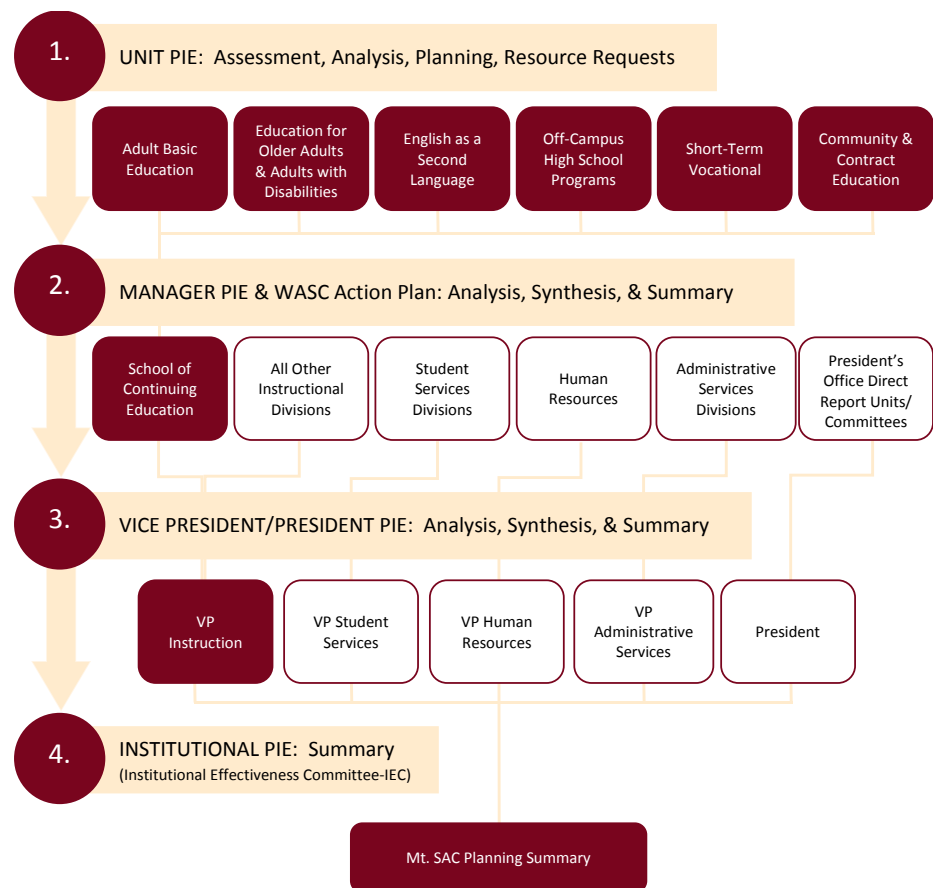 1.
UNIT PIE: Assessment, Analysis, Planning, Resource Requests
Adult Basic
Education
Education for
Older Adults
& Adults with
Disabilities
English as a
Second
Language
Off-Campus
High School
Programs
Short-Term
Vocational
Community &
Contract
Education
2.
MANAGER PIE & WASC Action Plan: Analysis, Synthesis, & Summary
School of
Continuing
Education
All Other
Instructional
Divisions
Student
Services
Divisions
Human
Resources
Administrative
Services
Divisions
President’s
Office Direct
Report Units/
Committees
3.
VICE PRESIDENT/PRESIDENT PIE: Analysis, Synthesis, & Summary
VP
Instruction
VP Student
Services
VP Human
Resources
VP
Administrative
Services
President
4.
INSTITUTIONAL PIE: Summary
(Institutional Effectiveness Committee-IEC)
Mt. SAC Planning Summary